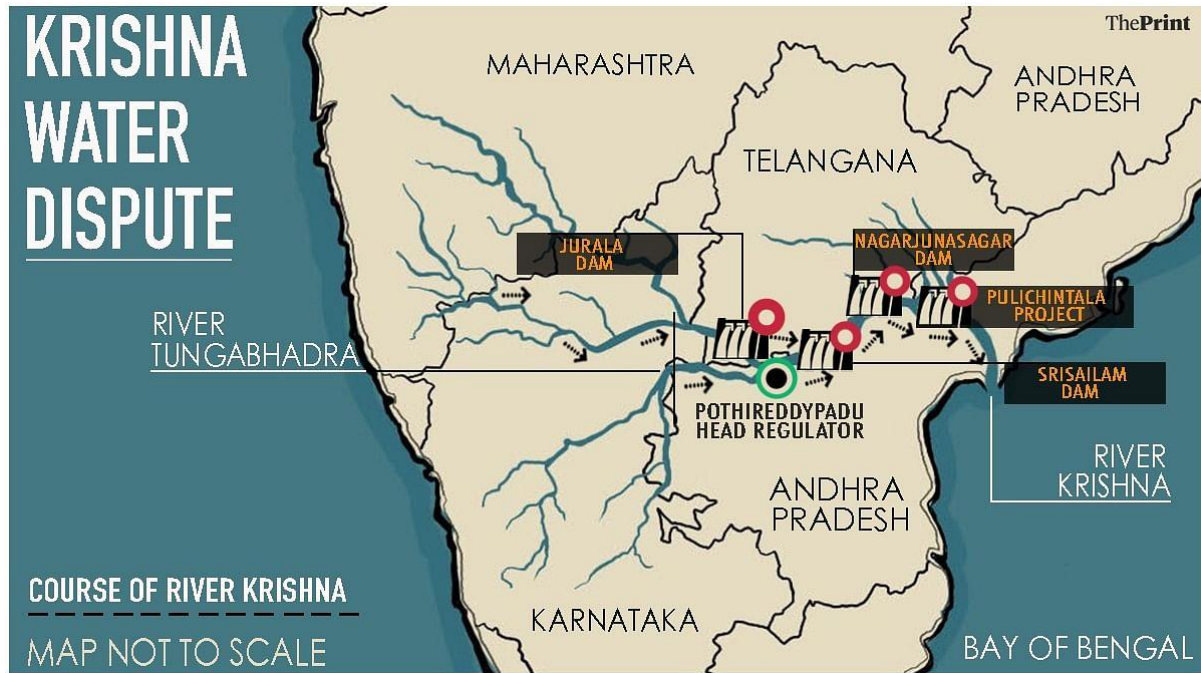 KRISHNA
WATER
DISPUTE
ThePrint
MAHARASHTRA
ANDHRA
PRADESH
TELANGANA
JURALA
DAM
NAGARJUNASAGAR
DAM
PULICHINTALA
PROJECT
RIVER
TUNGABHADRA
SRISAILAM
DAM
POTHIREDDYPADU
HEAD REGULATOR
RIVER
KRISHNA
ANDHRA
PRADESH
COURSE OF RIVER KRISHNA
KARNATAKA
MAP NOT TO SCALE
BAY OF BENGAL